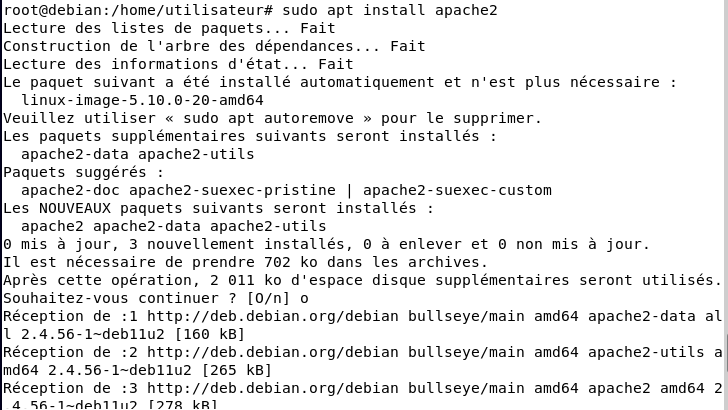 root@debian:/home/utilisateur# sudo apt install apache2
Lecture des listes de paquets... Fait
Construction de l'arbre des dépendances... Fait
Lecture des informations d'état... Fait
Le paquet suivant a été installé automatiquement et n'est plus nécessaire :
  linux-image-5.10.0-20-amd64
Veuillez utiliser « sudo apt autoremove » pour le supprimer.
Les paquets supplémentaires suivants seront installés :
  apache2-data apache2-utils
Paquets suggérés :
  apache2-doc apache2-suexec-pristine | apache2-suexec-custom
Les NOUVEAUX paquets suivants seront installés :
  apache2 apache2-data apache2-utils
0 mis à jour, 3 nouvellement installés, 0 à enlever et 0 non mis à jour.
Il est nécessaire de prendre 702 ko dans les archives.
Après cette opération, 2 011 ko d'espace disque supplémentaires seront utilisés.
Souhaitez-vous continuer ? [O/n] o
Réception de :1 http://deb.debian.org/debian bullseye/main amd64 apache2-data al
l 2.4.56-1~deb11u2 [160 kB]
Réception de :2 http://deb.debian.org/debian bullseye/main amd64 apache2-utils a
md64 2.4.56-1~deb11u2 [265 kB]
Réception de :3 http://deb.debian.org/debian bullseye/main amd64 apache2 amd64 2
.4.56-1~deb11u2 [278 kB]